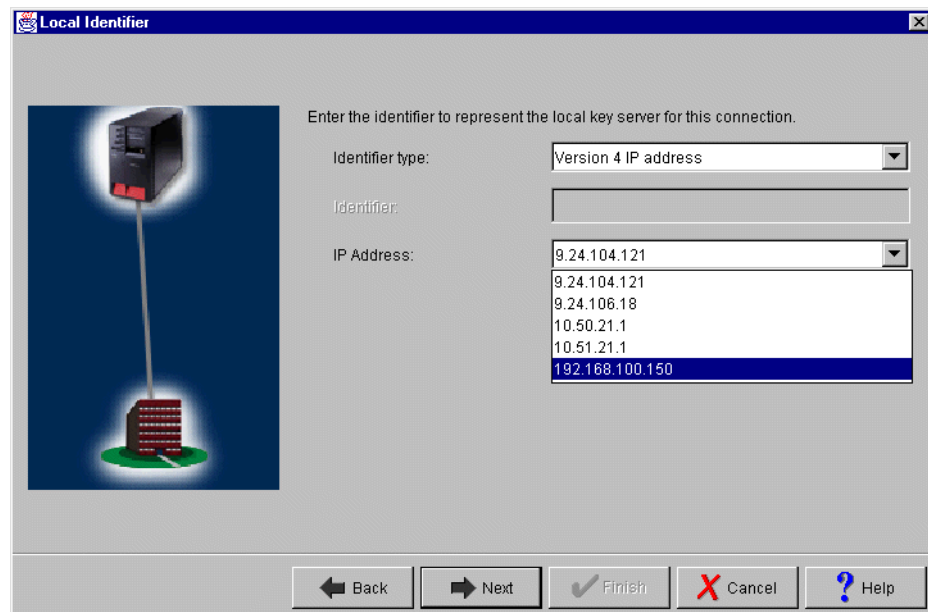 Local Identifier
Enter the identifier to represent the local key server for this connection.
Identifier type: Version 4 IP address
Identifier:
IP Address: 9.24.104.121
9.24.104.121
9.24.106.18
10.50.21.1
10.51.21.1
192.168.100.150
Back Next Finish Cancel Help